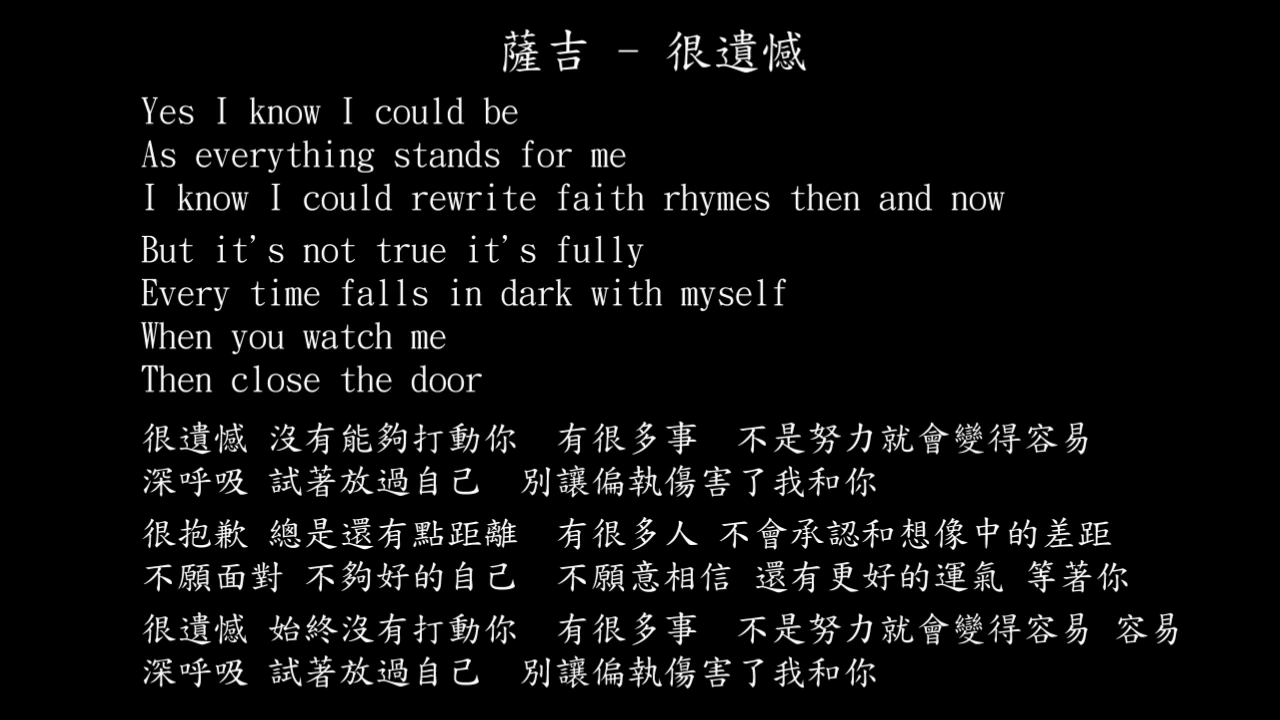 薩吉 - 很遺憾
Yes I know I could be
As everything stands for me
I know I could rewrite faith rhymes then and now
But it's not true it's fully
Every time falls in dark with myself
When you watch me
Then close the door
很遺憾 沒有能夠打動你　有很多事　不是努力就會變得容易
深呼吸 試著放過自己　別讓偏執傷害了我和你
很抱歉 總是還有點距離　有很多人 不會承認和想像中的差距
不願面對 不夠好的自己　不願意相信 還有更好的運氣 等著你
很遺憾 始終沒有打動你　有很多事　不是努力就會變得容易 容易
深呼吸 試著放過自己　別讓偏執傷害了我和你